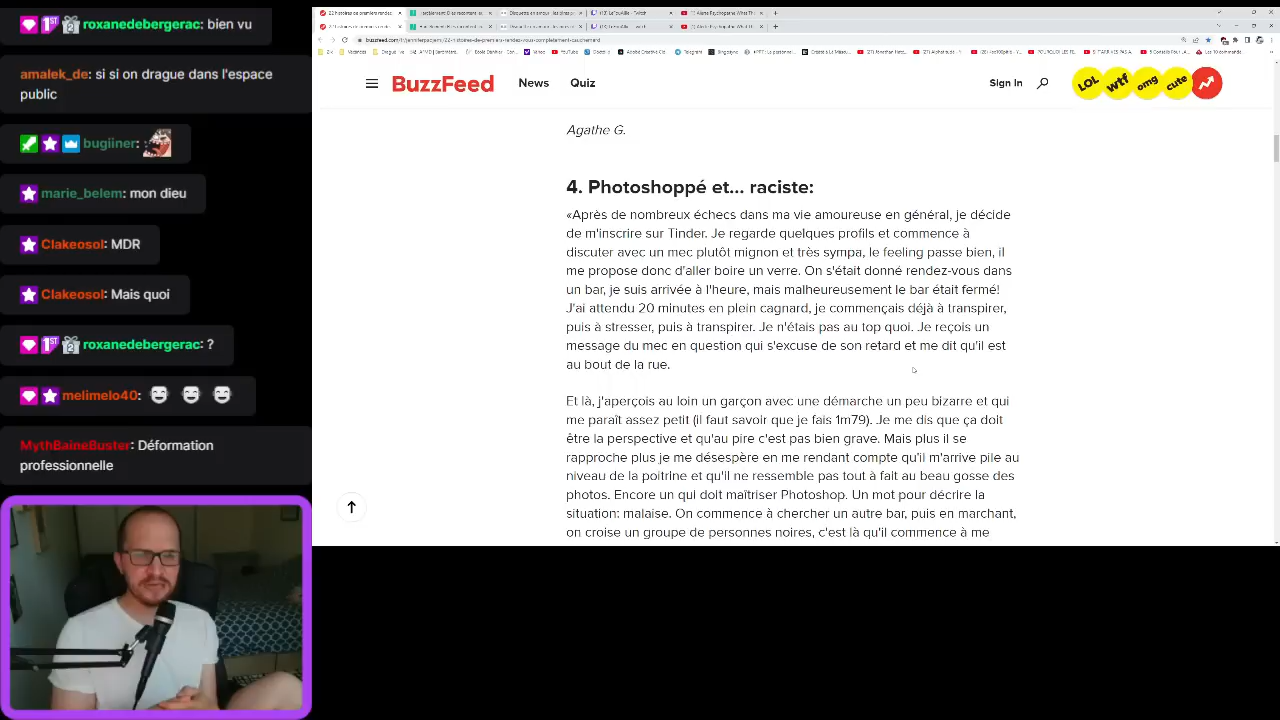 roxanedebergerac: bien vu
amalek_de: si si on drague dans l'espace
public
bugiiner:
marie_belem: mon dieu
Clakeosol: MDR
Clakeosol: Mais quoi
roxanedebergerac: ?
melimelo40:
MythBaineBuster: Déformation
professionnelle
BuzzFeed
News
Quiz
Sign In
LOL
wtf
omg
cute
Agathe G.
4. Photoshoppé et... raciste:
«Après de nombreux échecs dans ma vie amoureuse en général, je décide
de m'inscrire sur Tinder. Je regarde quelques profils et commence à
discuter avec un mec plutôt mignon et très sympa, le feeling passe bien, il
me propose donc d'aller boire un verre. On s'était donné rendez-vous dans
un bar, je suis arrivée à l'heure, mais malheureusement le bar était fermé!
J'ai attendu 20 minutes en plein cagnard, je commençais déjà à transpirer,
puis à stresser, puis à transpirer. Je n'étais pas au top quoi. Je reçois un
message du mec en question qui s'excuse de son retard et me dit qu'il est
au bout de la rue.
Et là, j'aperçois au loin un garçon avec une démarche un peu bizarre et qui
me paraît assez petit (il faut savoir que je fais 1m79). Je me dis que ça doit
être la perspective et qu'au pire c'est pas bien grave. Mais plus il se
rapproche plus je me désespère en me rendant compte qu'il m'arrive pile au
niveau de la poitrine et qu'il ne ressemble pas tout à fait au beau gosse des
photos. Encore un qui doit maîtriser Photoshop. Un mot pour décrire la
situation: malaise. On commence à chercher un autre bar, puis en marchant,
on croise un groupe de personnes noires, c'est là qu'il commence à me